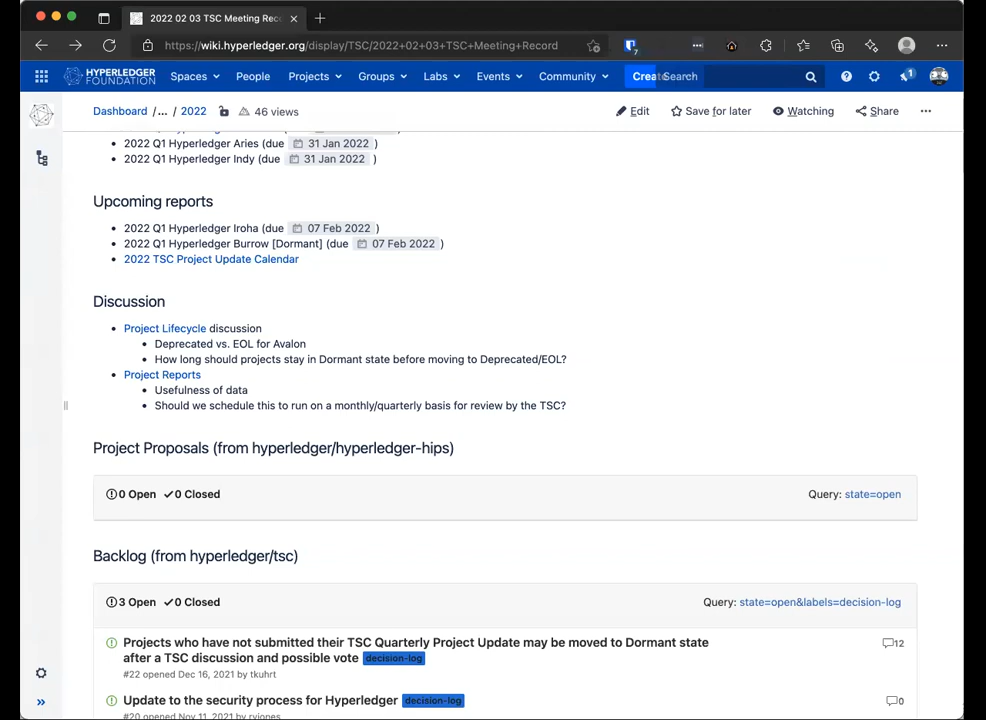 2022 02 03 TSC Meeting Rec
https://wiki.hyperledger.org/display/TSC/2022+02+03+TSC+Meeting+Record
7
HYPERLEDGER
FOUNDATION
Spaces
People
Projects
Groups
Labs
Events
Community
Create
Search
1
Dashboard /... / 2022
46 views
Edit
Save for later
Watching
Share
2022 Q1 Hyperledger Aries (due 31 Jan 2022 )
2022 Q1 Hyperledger Indy (due 31 Jan 2022 )
Upcoming reports
2022 Q1 Hyperledger Iroha (due 07 Feb 2022 )
2022 Q1 Hyperledger Burrow [Dormant] (due 07 Feb 2022 )
2022 TSC Project Update Calendar
Discussion
Project Lifecycle discussion
Deprecated vs. EOL for Avalon
How long should projects stay in Dormant state before moving to Deprecated/EOL?
Project Reports
Usefulness of data
Should we schedule this to run on a monthly/quarterly basis for review by the TSC?
Project Proposals (from hyperledger/hyperledger-hips)
0 Open 0 Closed
Query: state=open
Backlog (from hyperledger/tsc)
3 Open 0 Closed
Query: state=open&labels=decision-log
Projects who have not submitted their TSC Quarterly Project Update may be moved to Dormant state
after a TSC discussion and possible vote decision-log
12
#22 opened Dec 16, 2021 by tkuhrt
Update to the security process for Hyperledger decision-log
0
#20 opened Nov 11, 2021 by ryjones